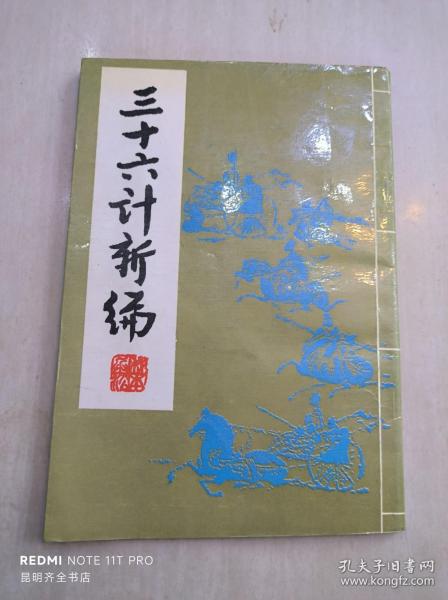 三十六计新编
REDMI NOTE 11T PRO
昆明齐全书店
孔夫子旧书网
www.kongfz.com